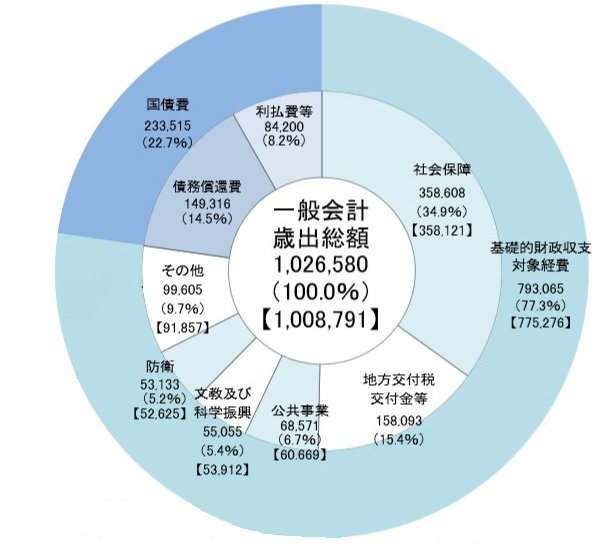 国債費
233,515
（22.7%）
利払費等
84,200
（8.2%）
債務償還費
149,316
（14.5%）
社会保障
358,608
（34.9%）
【358,121】
一般会計
歳出総額
1,026,580
（100.0%）
【1,008,791】
基礎的財政収支
対象経費
793,065
（77.3%）
【775,276】
その他
99,605
（9.7%）
【91,857】
防衛
53,133
（5.2%）
【52,625】
文教及び
科学振興
55,055
（5.4%）
【53,912】
公共事業
68,571
（6.7%）
【60.669】
地方交付税
交付金等
158,093
（15.4%）